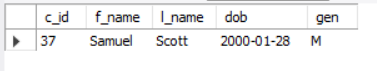 c_id f_name l_name dob gen
37 Samuel Scott 2000-01-28 M